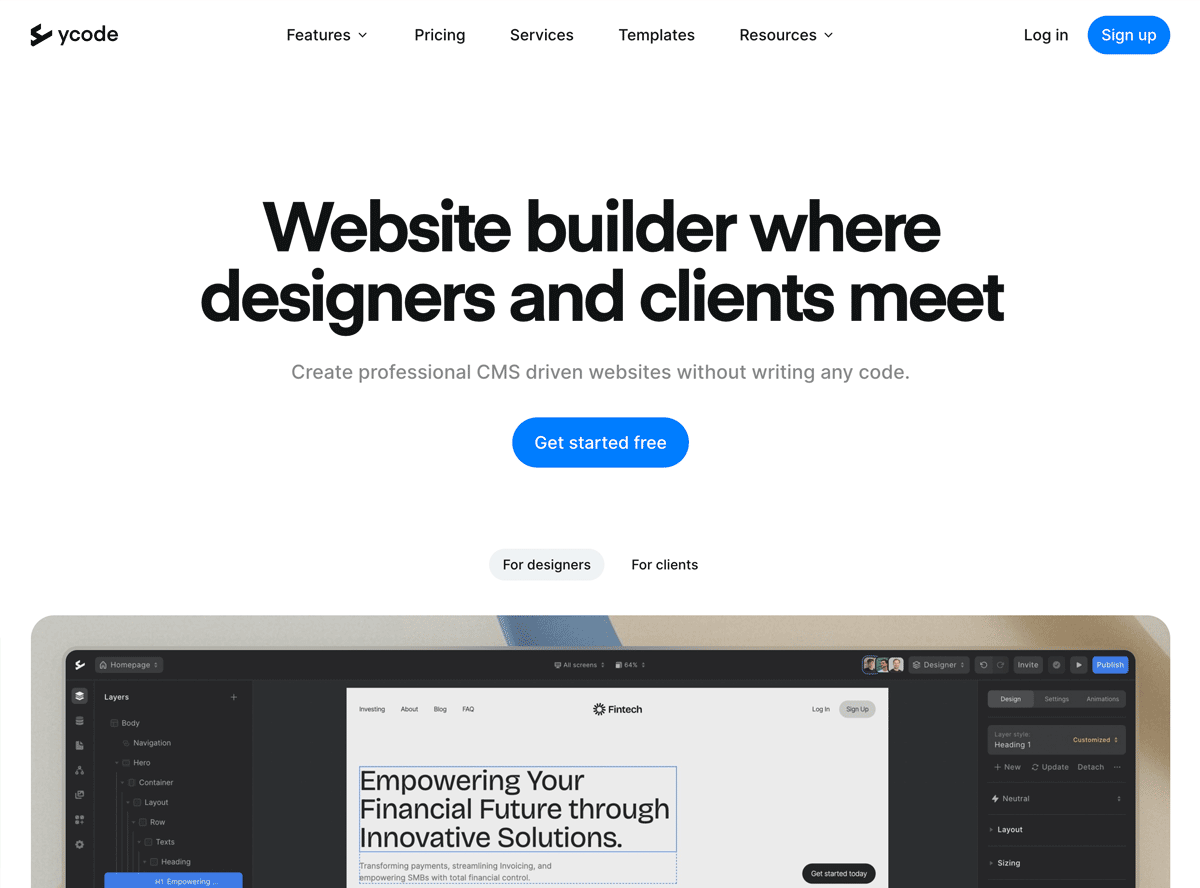 ycode
Features
Pricing
Services
Templates
Resources
Log in
Sign up
Website builder where
designers and clients meet
Create professional CMS driven websites without writing any code.
Get started free
For designers
For clients
Homepage
All screens
64%
Designer
Invite
Publish
Layers
Body
Navigation
Hero
Container
Layout
Row
Texts
Heading
H1 Empowering ..
Investing
About
Blog
FAQ
Fintech
Log In
Sign Up
Empowering Your
Financial Future through
Innovative Solutions.
Transforming payments, streamlining invoicing, and
empowering SMBs with total financial control.
Get started today
Design
Settings
Animations
Layer style:
Heading 1
Customized
New
Update
Detach
Neutral
Layout
Sizing